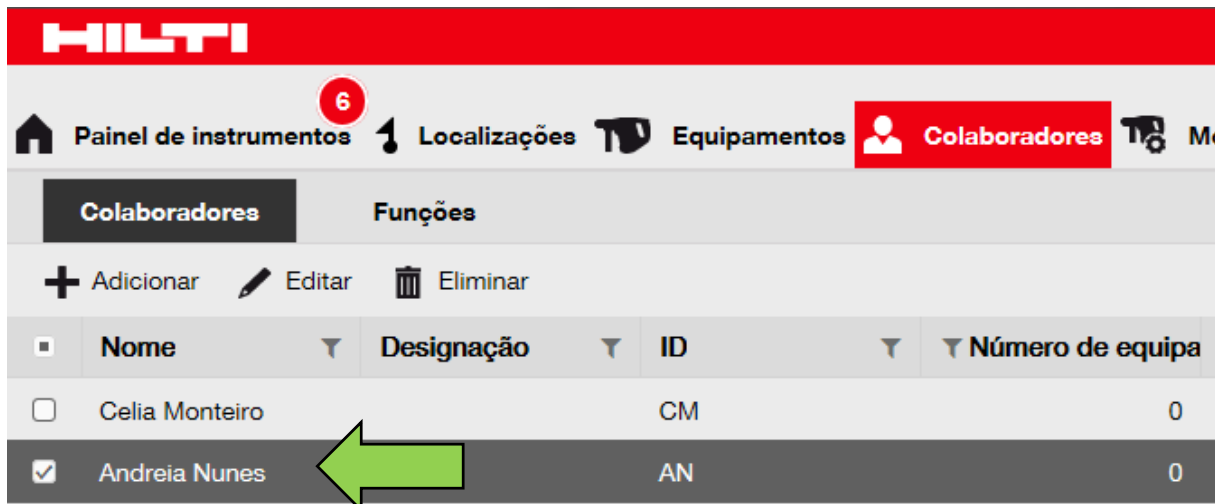 HILTI
6
Painel de instrumentos Localizações Equipamentos Colaboradores
Colaboradores Funções
Adicionar Editar Eliminar
Nome Designação ID Número de equipa
Celia Monteiro CM 0
Andreia Nunes AN 0